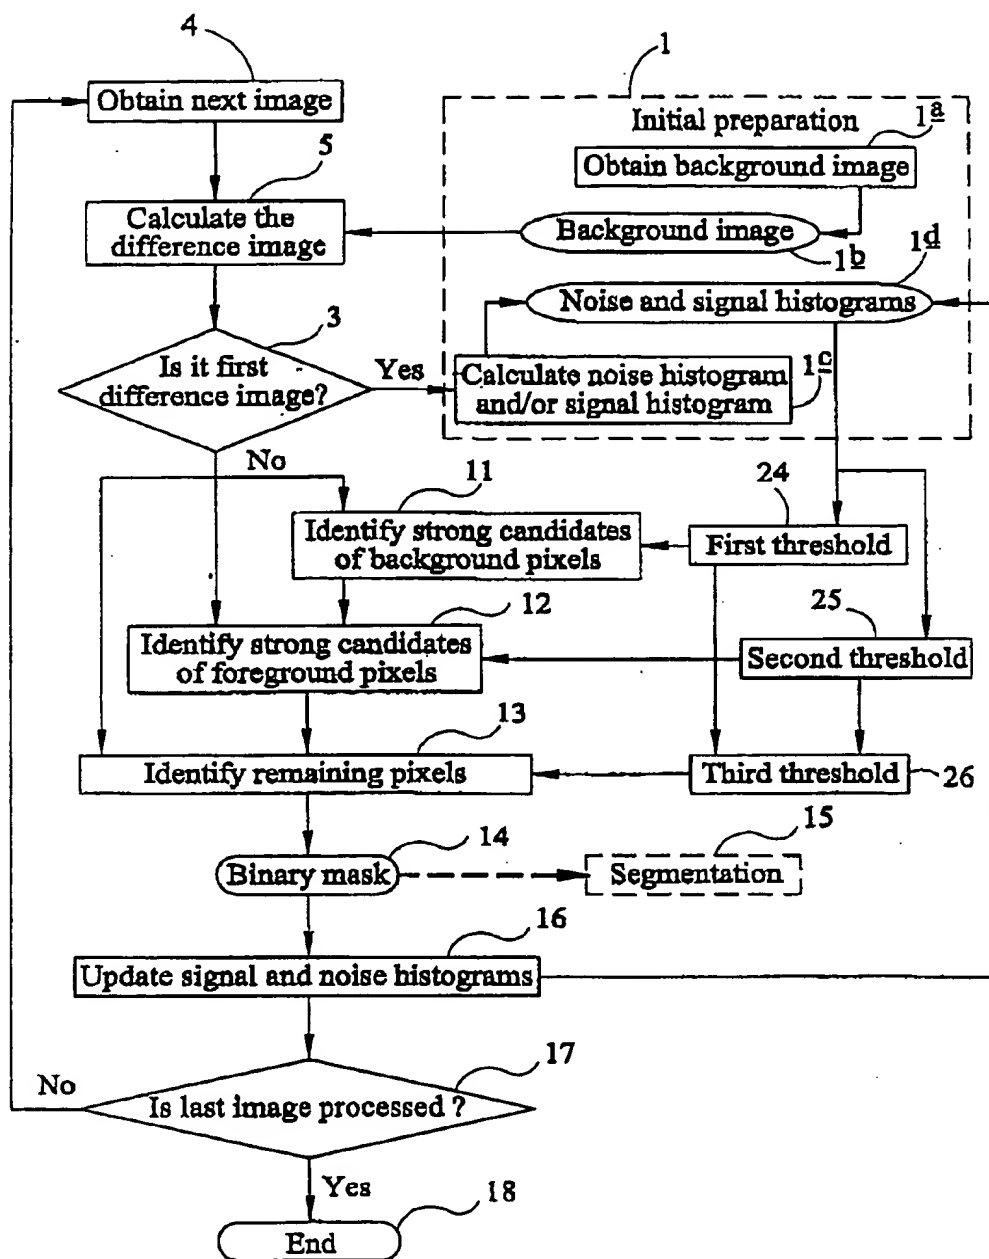 4
Obtain next image
1
Initial preparation
1a
Obtain background image
5
Calculate the
difference image
Background image
1b
1d
Noise and signal histograms
3
Is it first
difference image?
Yes
Calculate noise histogram
and/or signal histogram
1c
No
11
Identify strong candidates
of background pixels
24
First threshold
12
Identify strong candidates
of foreground pixels
25
Second threshold
13
Identify remaining pixels
Third threshold
26
14
Binary mask
15
Segmentation
16
Update signal and noise histograms
17
No
Is last image processed ?
Yes
18
End